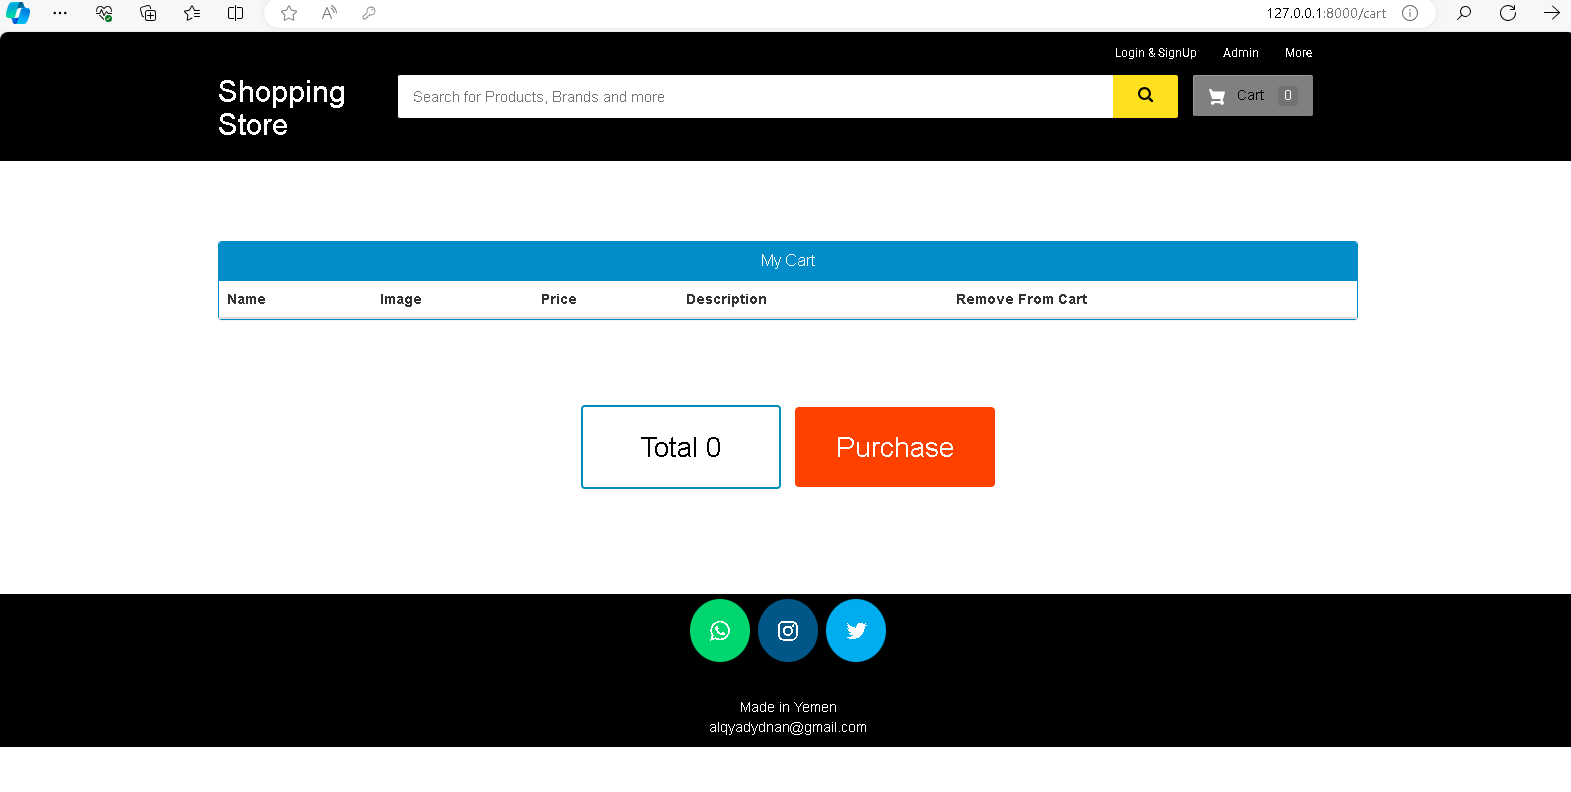 127.0.0.1:8000/cart
Login & SignUp Admin More
Shopping
Store
Search for Products, Brands and more
Cart 0
My Cart
Name Image Price Description Remove From Cart
Total 0
Purchase
Made in Yemen
alqyadydnan@gmail.com